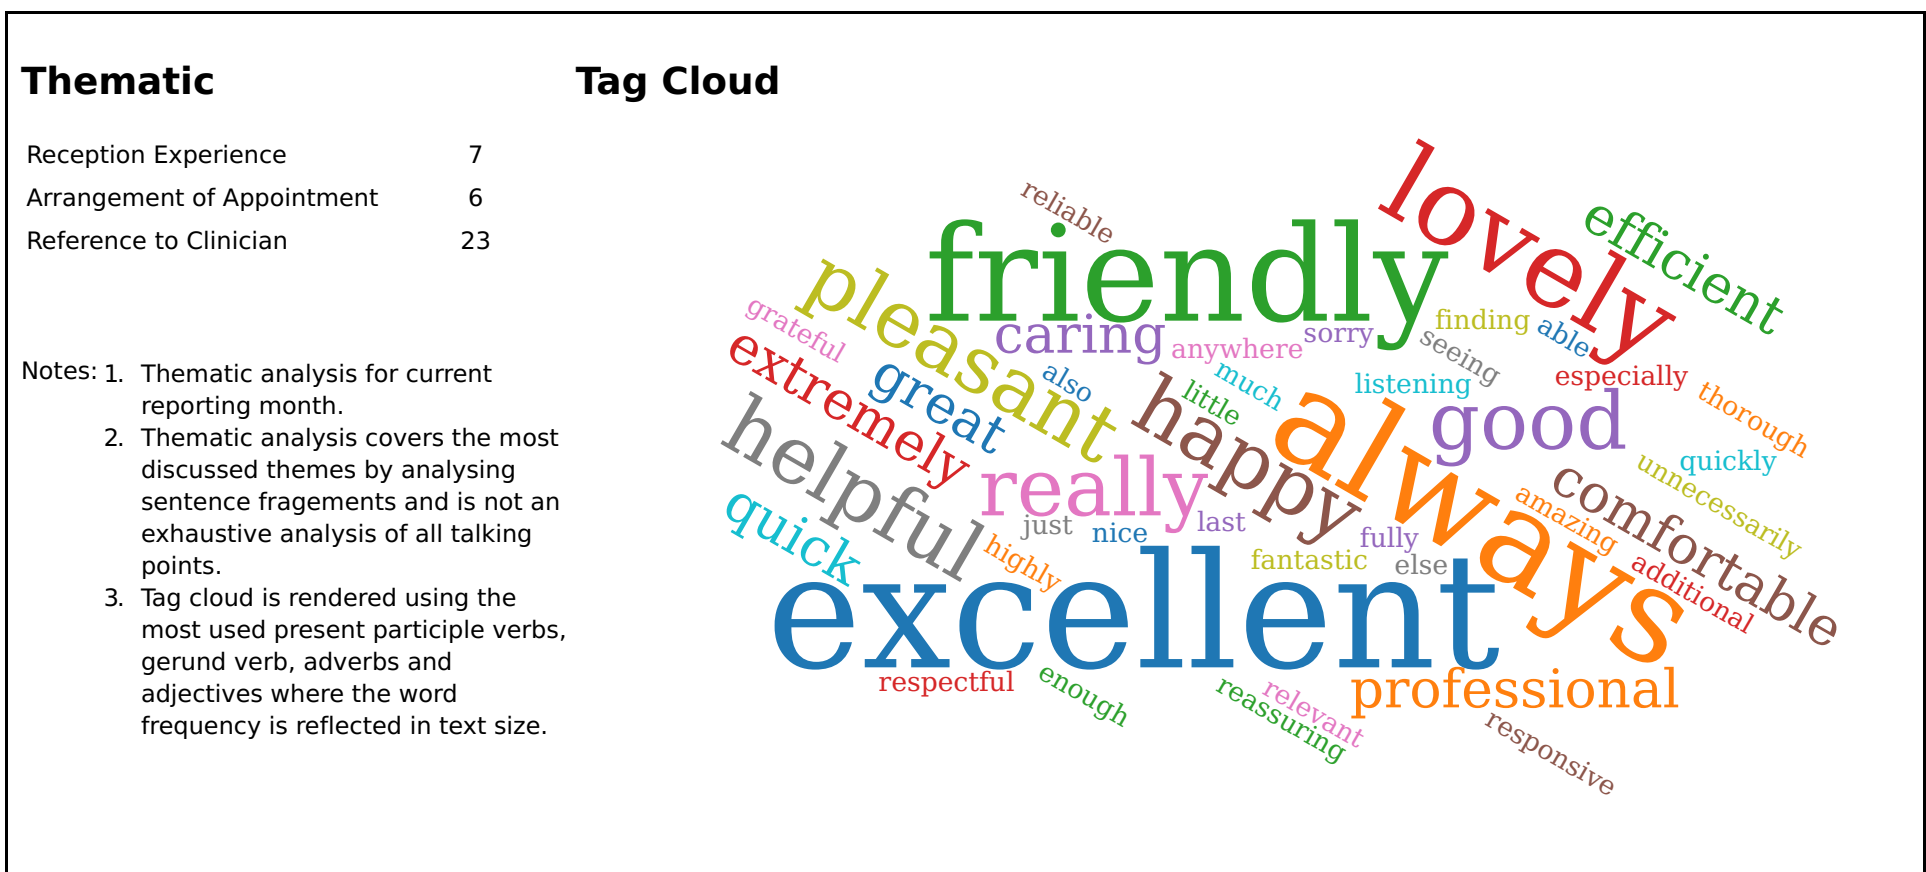 Thematic
Tag Cloud
Reception Experience 7
Arrangement of Appointment 6
Reference to Clinician 23
Notes: 1. Thematic analysis for current
reporting month.
2. Thematic analysis covers the most
discussed themes by analysing
sentence fragements and is not an
exhaustive analysis of all talking
points.
3. Tag cloud is rendered using the
most used present participle verbs,
gerund verb, adverbs and
adjectives where the word
frequency is reflected in text size.
reliable
lovely
efficient
friendly
pleasant
grateful
caring
anywhere
sorry
finding
able
seeing
extremely
great
also
much
little
listening
especially
thorough
helpful
happy
always
good
quickly
unnecessarily
really
comfortable
amazing
quick
just
nice
last
fully
highly
fantastic
else
additional
excellent
respectful
enough
reassuring
relevant
professional
responsive